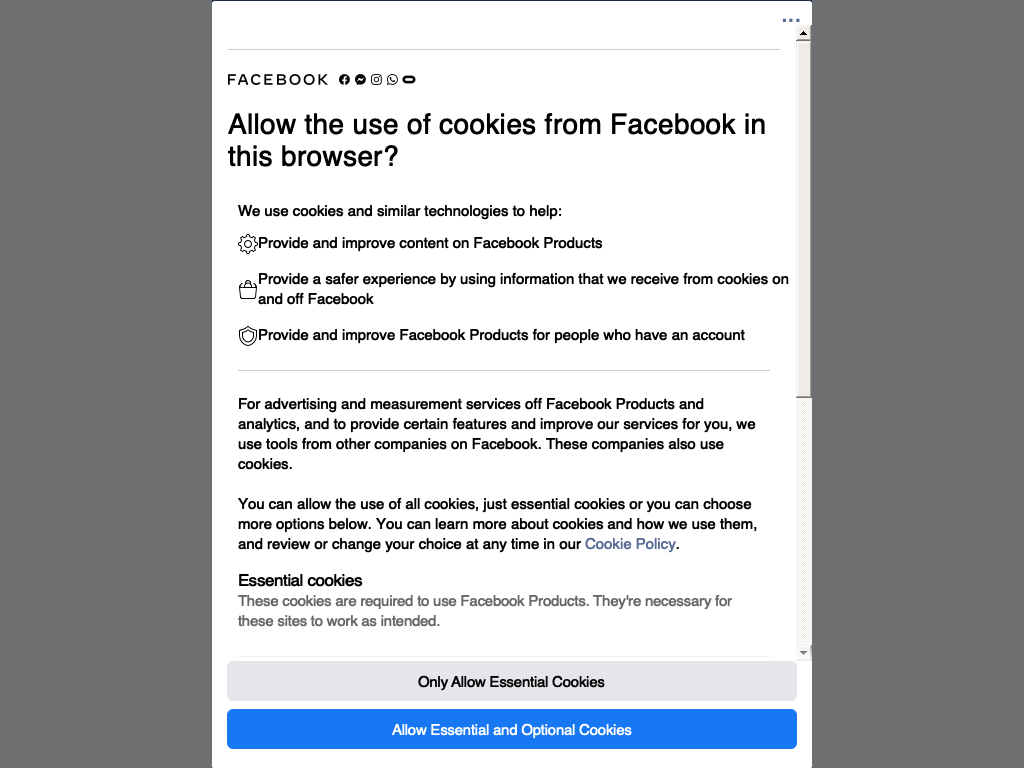 ...
FACEBOOK
Allow the use of cookies from Facebook in
this browser?
We use cookies and similar technologies to help:
Provide and improve content on Facebook Products
Provide a safer experience by using information that we receive from cookies on
and off Facebook
Provide and improve Facebook Products for people who have an account
For advertising and measurement services off Facebook Products and
analytics, and to provide certain features and improve our services for you, we
use tools from other companies on Facebook. These companies also use
cookies.
You can allow the use of all cookies, just essential cookies or you can choose
more options below. You can learn more about cookies and how we use them,
and review or change your choice at any time in our Cookie Policy.
Essential cookies
These cookies are required to use Facebook Products. They're necessary for
these sites to work as intended.
Only Allow Essential Cookies
Allow Essential and Optional Cookies